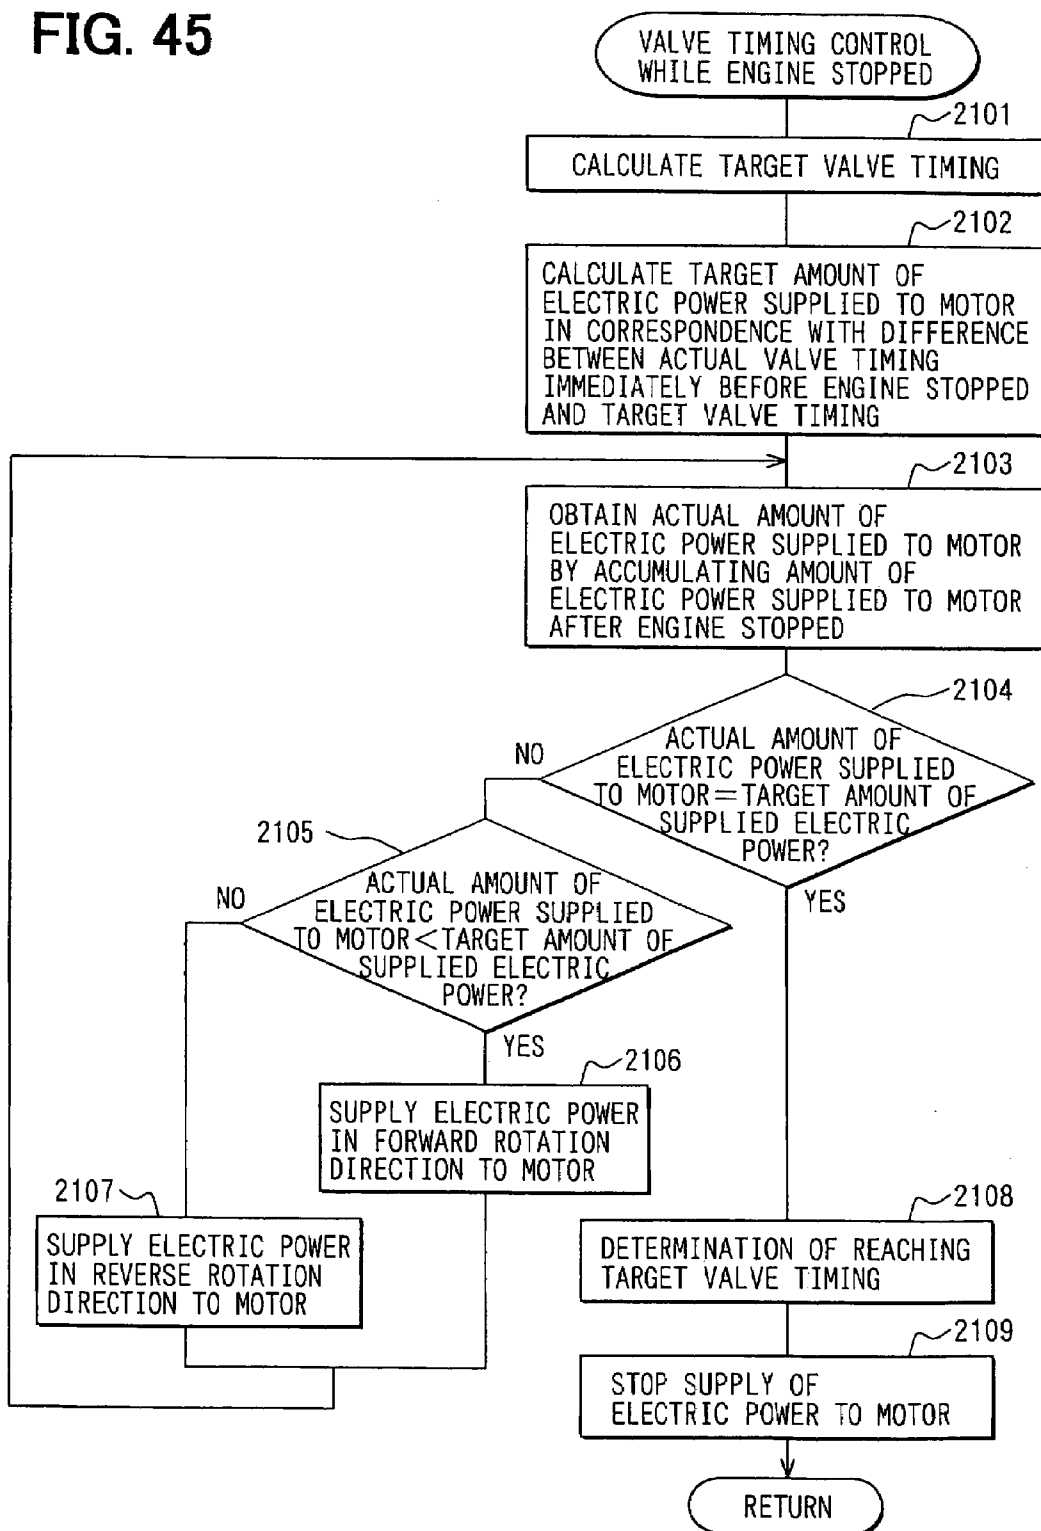 FIG. 45
VALVE TIMING CONTROL
WHILE ENGINE STOPPED
2101
CALCULATE TARGET VALVE TIMING
2102
CALCULATE TARGET AMOUNT OF
ELECTRIC POWER SUPPLIED TO MOTOR
IN CORRESPONDENCE WITH DIFFERENCE
BETWEEN ACTUAL VALVE TIMING
IMMEDIATELY BEFORE ENGINE STOPPED
AND TARGET VALVE TIMING
2103
OBTAIN ACTUAL AMOUNT OF
ELECTRIC POWER SUPPLIED TO MOTOR
BY ACCUMULATING AMOUNT OF
ELECTRIC POWER SUPPLIED TO MOTOR
AFTER ENGINE STOPPED
2104
ACTUAL AMOUNT OF
ELECTRIC POWER SUPPLIED
TO MOTOR=TARGET AMOUNT OF
SUPPLIED ELECTRIC
POWER?
NO
YES
2105
ACTUAL AMOUNT OF
ELECTRIC POWER SUPPLIED
TO MOTOR<TARGET AMOUNT OF
SUPPLIED ELECTRIC
POWER?
NO
YES
2106
SUPPLY ELECTRIC POWER
IN FORWARD ROTATION
DIRECTION TO MOTOR
2107
SUPPLY ELECTRIC POWER
IN REVERSE ROTATION
DIRECTION TO MOTOR
2108
DETERMINATION OF REACHING
TARGET VALVE TIMING
2109
STOP SUPPLY OF
ELECTRIC POWER TO MOTOR
RETURN